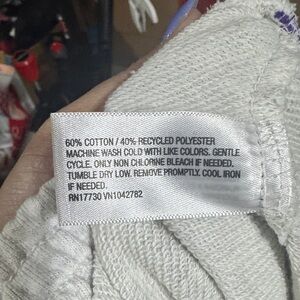 60% COTTON / 40% RECYCLED POLYESTER
MACHINE WASH COLD WITH LIKE COLORS. GENTLE
CYCLE. ONLY NON CHLORINE BLEACH IF NEEDED.
TUMBLE DRY LOW. REMOVE PROMPTLY. COOL IRON
IF NEEDED.
RN17730 VN1042782